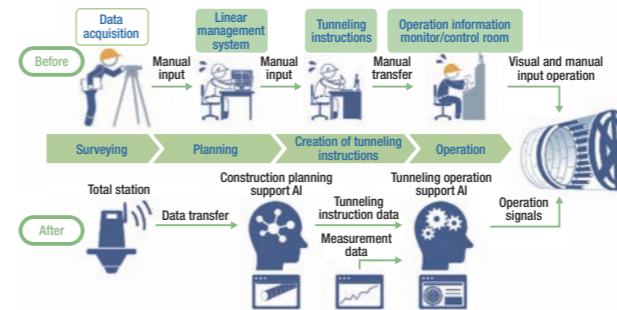 Data
acquisition
Linear
management
system
Tunneling
instructions
Operation information
monitor/control room
Before
Manual
input
Manual
input
Manual
transfer
Visual and manual
input operation
Surveying
Planning
Creation of tunneling
instructions
Operation
Total station
Construction planning
support AI
Tunneling operation
support AI
After
Data transfer
Tunneling
instruction data
Measurement
data
Operation
signals